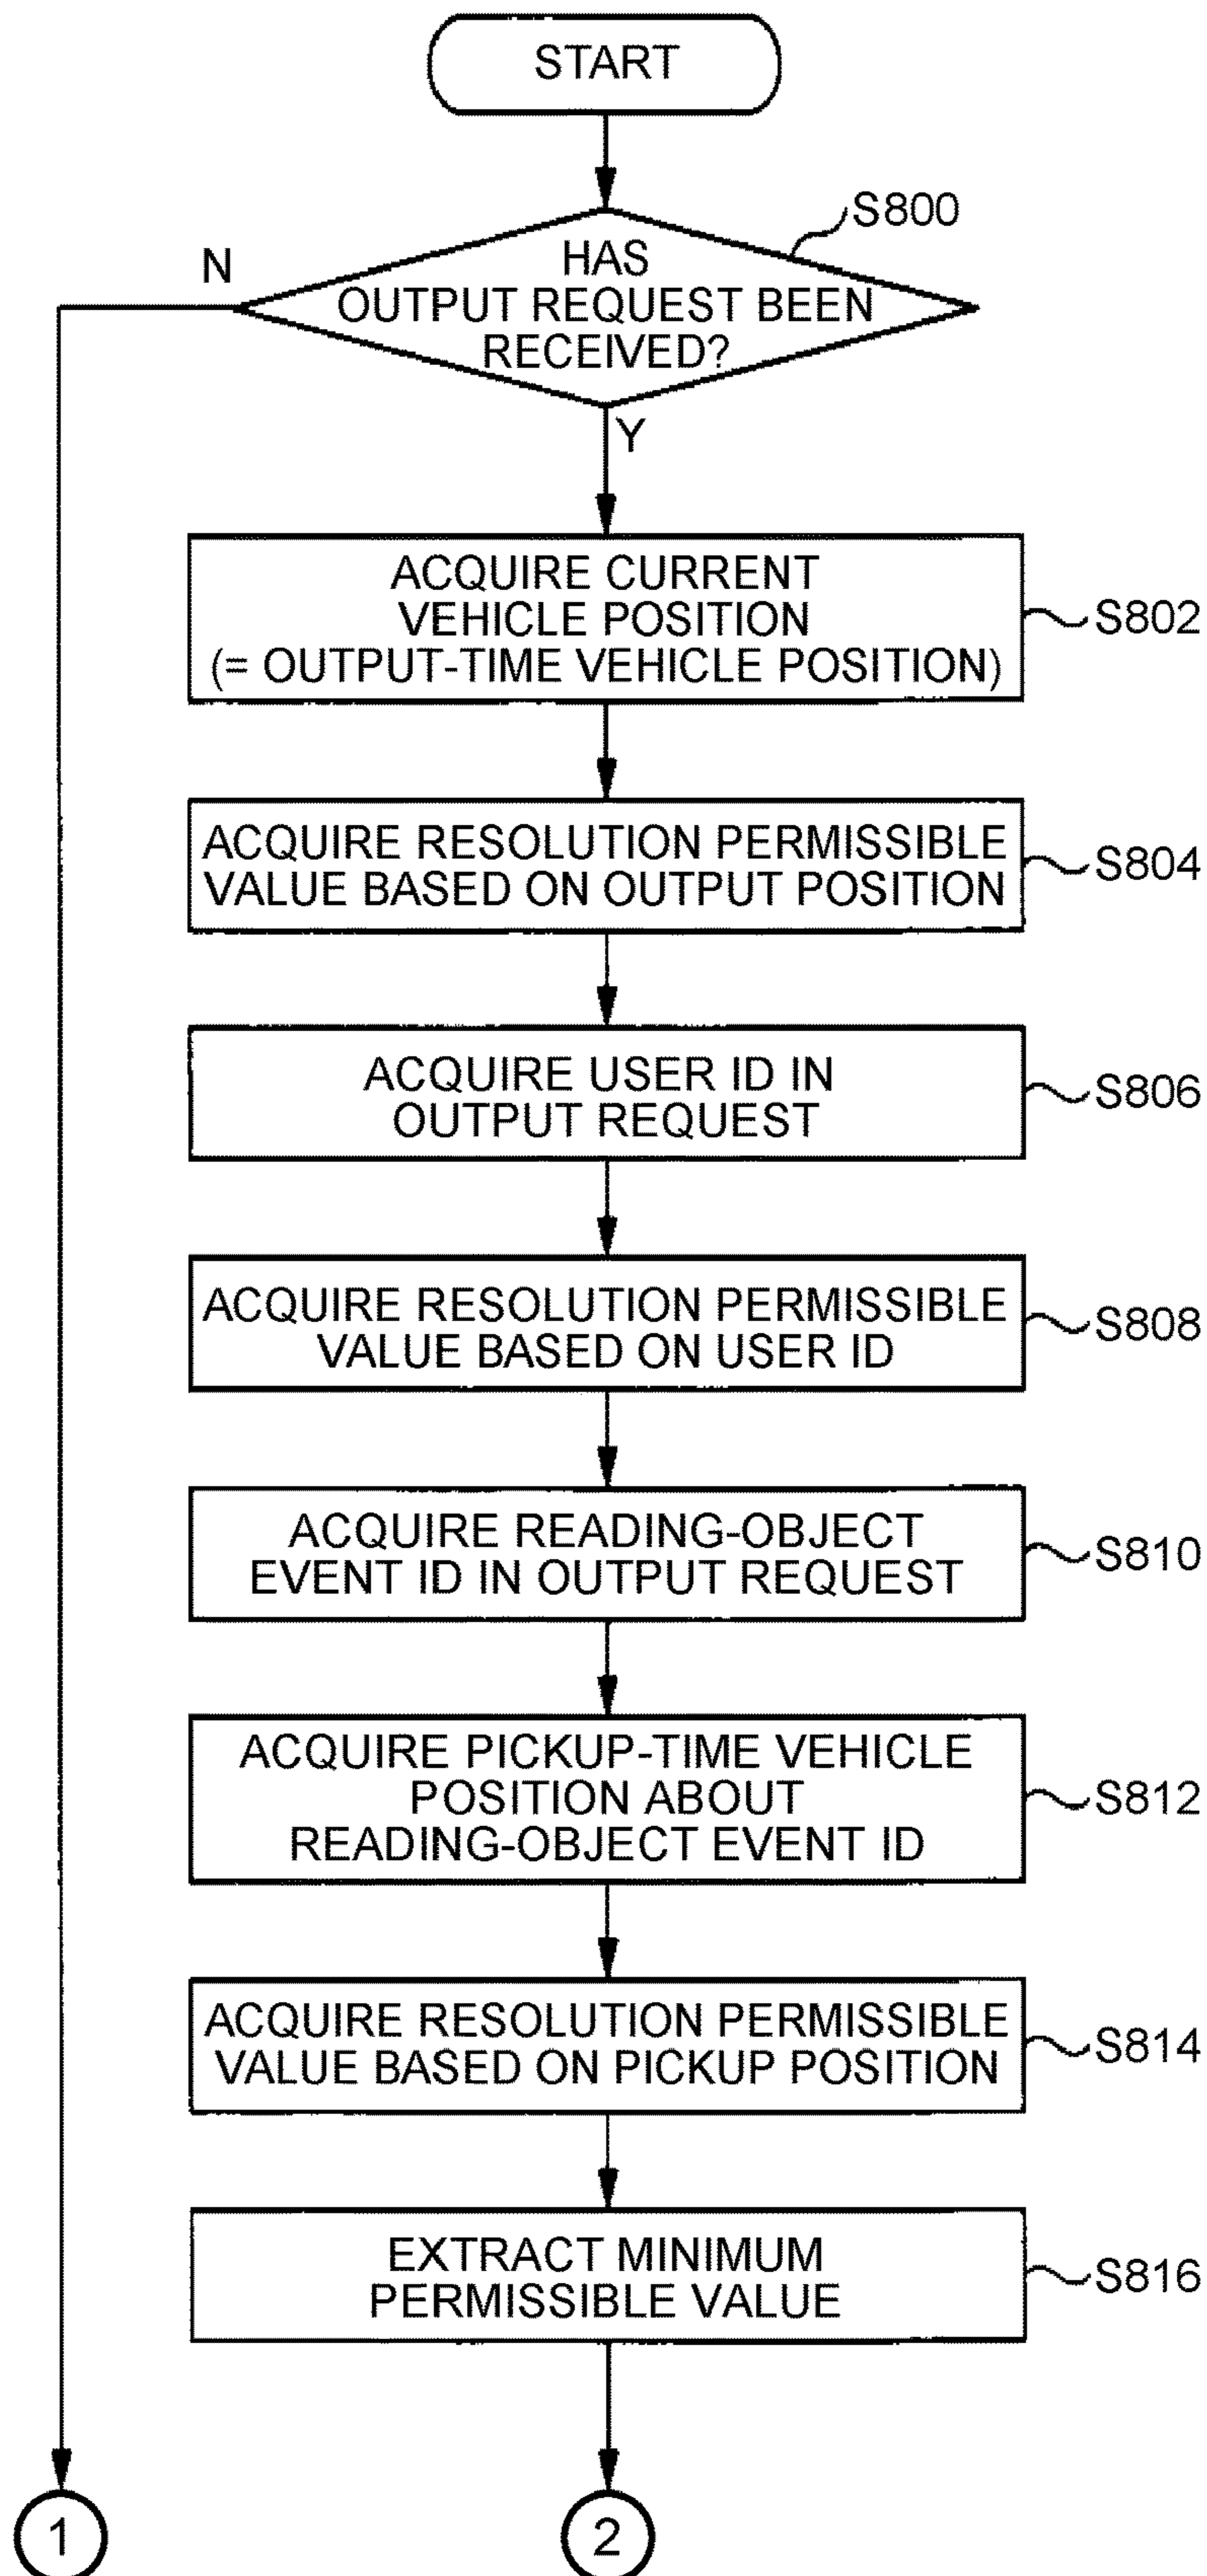 START
S800
N
HAS
OUTPUT REQUEST BEEN
RECEIVED?
Y
ACQUIRE CURRENT
VEHICLE POSITION
(= OUTPUT-TIME VEHICLE POSITION)
S802
ACQUIRE RESOLUTION PERMISSIBLE
VALUE BASED ON OUTPUT POSITION
S804
ACQUIRE USER ID IN
OUTPUT REQUEST
S806
ACQUIRE RESOLUTION PERMISSIBLE
VALUE BASED ON USER ID
S808
ACQUIRE READING-OBJECT
EVENT ID IN OUTPUT REQUEST
S810
ACQUIRE PICKUP-TIME VEHICLE
POSITION ABOUT
READING-OBJECT EVENT ID
S812
ACQUIRE RESOLUTION PERMISSIBLE
VALUE BASED ON PICKUP POSITION
S814
EXTRACT MINIMUM
PERMISSIBLE VALUE
S816
1
2